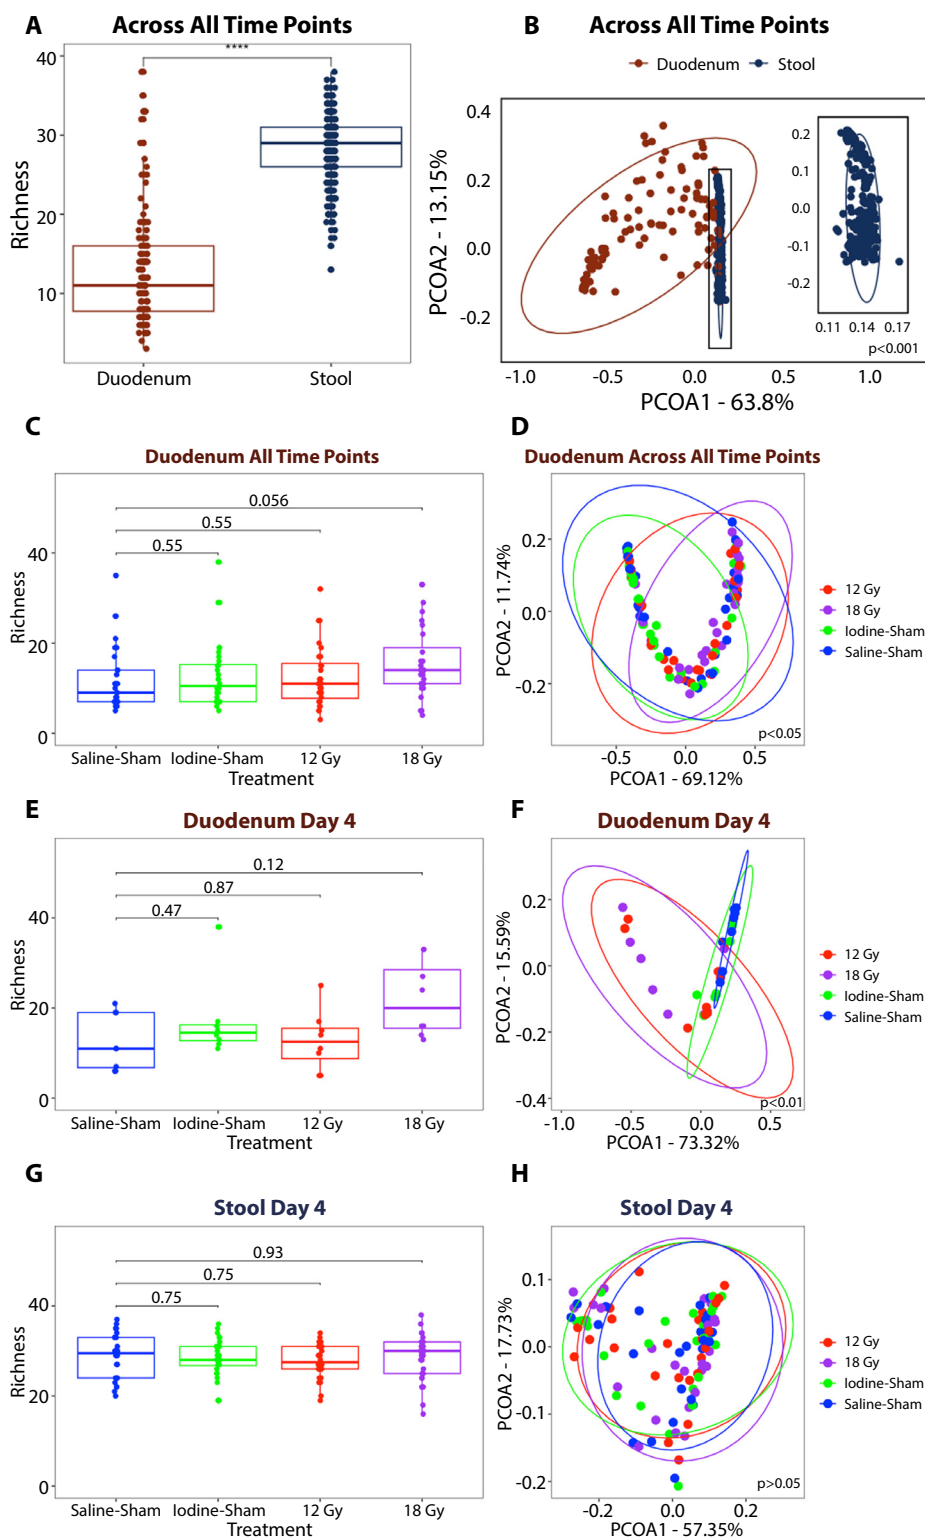 A
Across All Time Points
****
Richness
40
30
20
10
Duodenum
Stool
B
Across All Time Points
Duodenum
Stool
PCOA2 - 13.15%
0.4
0.2
0.0
-0.2
0.2
0.1
0.0
-0.1
-0.2
0.11 0.14 0.17
p<0.001
-1.0 -0.5 0.0 0.5 1.0
PCOA1 - 63.8%
C
Duodenum All Time Points
0.056
0.55
0.55
Richness
40
20
0
Saline-Sham Iodine-Sham 12 Gy 18 Gy
Treatment
D
Duodenum Across All Time Points
PCOA2 - 11.74%
0.2
0.0
-0.2
p<0.05
-0.5 0.0 0.5
PCOA1 - 69.12%
12 Gy
18 Gy
Iodine-Sham
Saline-Sham
E
Duodenum Day 4
0.12
0.87
0.47
Richness
40
20
0
Saline-Sham Iodine-Sham 12 Gy 18 Gy
Treatment
F
Duodenum Day 4
PCOA2 - 15.59%
0.2
0.0
-0.2
-0.4
p<0.01
-1.0 -0.5 0.0 0.5
PCOA1 - 73.32%
12 Gy
18 Gy
Iodine-Sham
Saline-Sham
G
Stool Day 4
0.93
0.75
0.75
Richness
40
20
0
Saline-Sham Iodine-Sham 12 Gy 18 Gy
Treatment
H
Stool Day 4
PCOA2 - 17.73%
0.1
0.0
-0.1
-0.2
p>0.05
-0.2 0.0 0.2
PCOA1 - 57.35%
12 Gy
18 Gy
Iodine-Sham
Saline-Sham